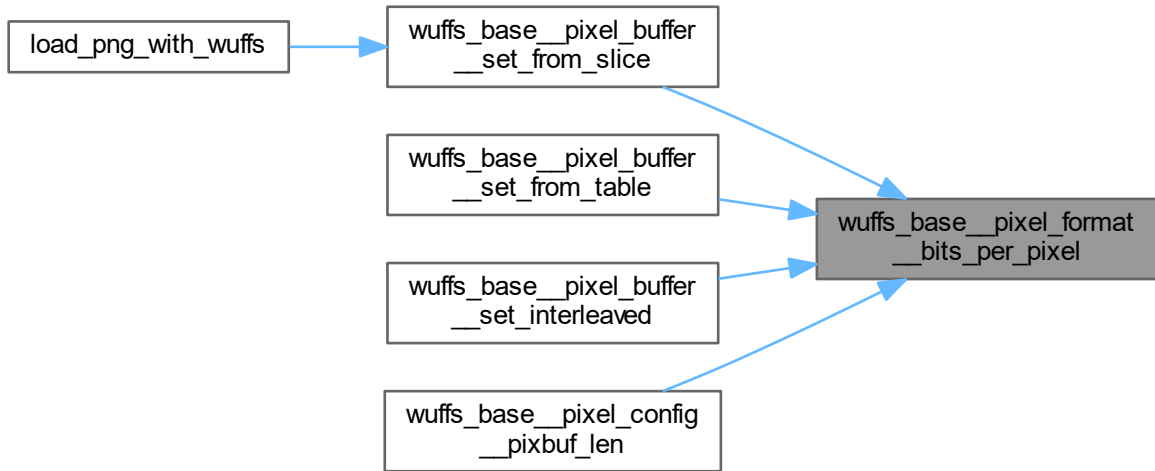 load_png_with_wuffs
wuffs_base__pixel_buffer
__set_from_slice
wuffs_base__pixel_buffer
__set_from_table
wuffs_base__pixel_buffer
__set_interleaved
wuffs_base__pixel_config
__pixbuf_len
wuffs_base__pixel_format
__bits_per_pixel